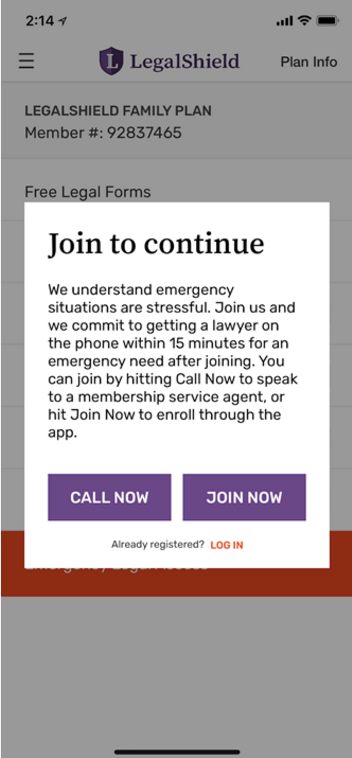 2:14
LegalShield
Plan Info
LEGALSHIELD FAMILY PLAN
Member #: 92837465
Free Legal Forms
Join to continue
We understand emergency
situations are stressful. Join us and
we commit to getting a lawyer on
the phone within 15 minutes for an
emergency need after joining. You
can join by hitting Call Now to speak
to a membership service agent, or
hit Join Now to enroll through the
app.
CALL NOW
JOIN NOW
Already registered? LOG IN